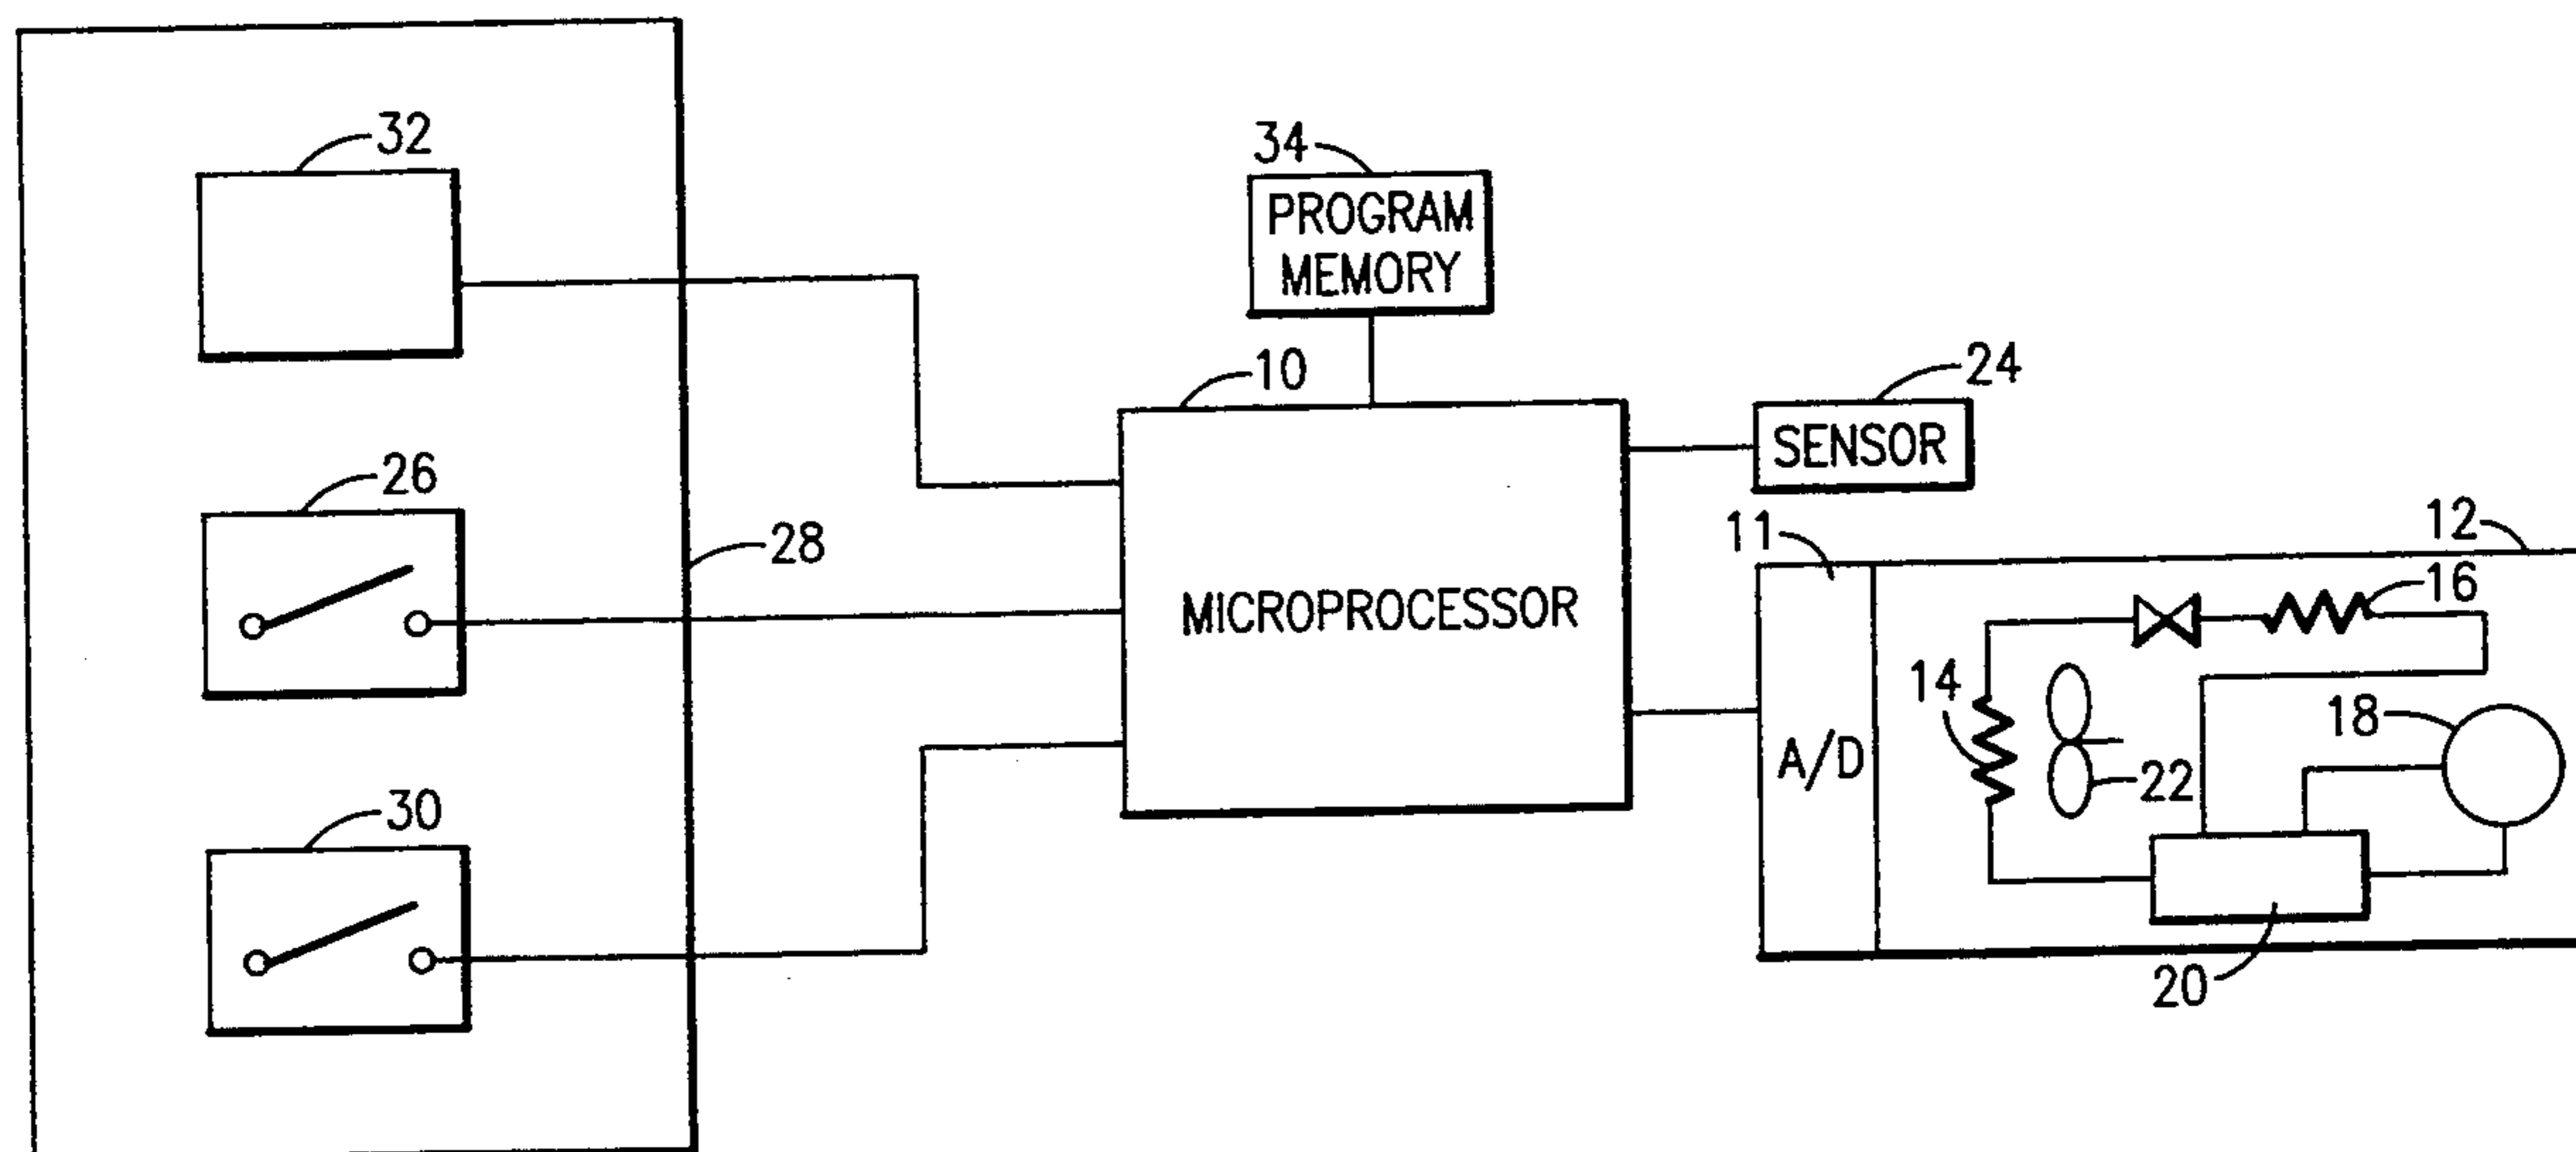 32
34
PROGRAM
MEMORY
10
24
SENSOR
26
28
11
12
16
MICROPROCESSOR
14
18
A/D
22
30
20